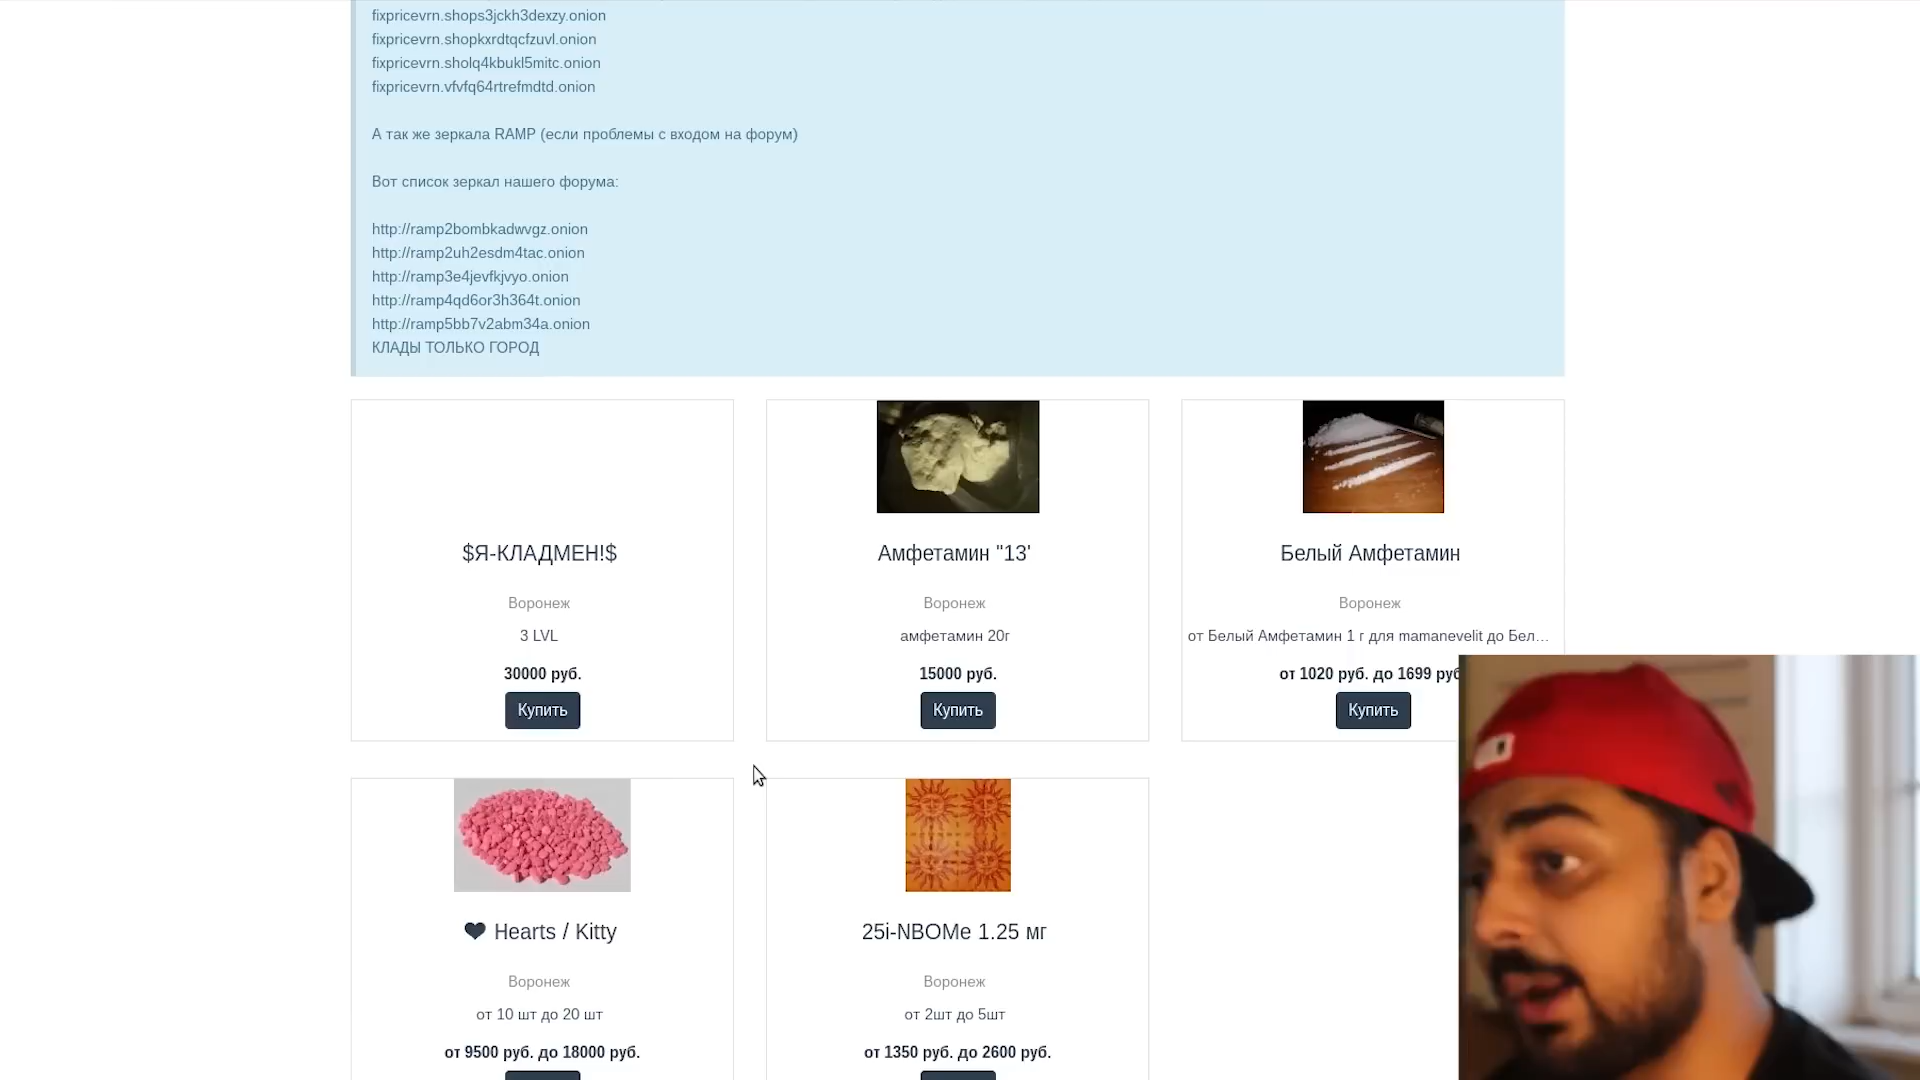 fixpricevrn.shops3jckh3dexzy.onion
fixpricevrn.shopkxrdtqcfzuvl.onion
fixpricevrn.sholq4kbukl5mitc.onion
fixpricevrn.vfvfq64rtrefmdtd.onion
А так же зеркала RAMP (если проблемы с входом на форум)
Вот список зеркал нашего форума:
http://ramp2bombkadwvgz.onion
http://ramp2uh2esdm4tac.onion
http://ramp3e4jevfkjvyo.onion
http://ramp4qd6or3h364t.onion
http://ramp5bb7v2abm34a.onion
КЛАДЫ ТОЛЬКО ГОРОД
$Я-КЛАДМЕН!$
Воронеж
3 LVL
30000 руб.
Купить
Амфетамин "13'
Воронеж
амфетамин 20г
15000 руб.
Купить
Белый Амфетамин
Воронеж
от Белый Амфетамин 1 г для mamanevelit до Бел...
от 1020 руб. до 1699 руб
Купить
❤ Hearts / Kitty
Воронеж
от 10 шт до 20 шт
от 9500 руб. до 18000 руб.
25i-NBOMe 1.25 мг
Воронеж
от 2шт до 5шт
от 1350 руб. до 2600 руб.